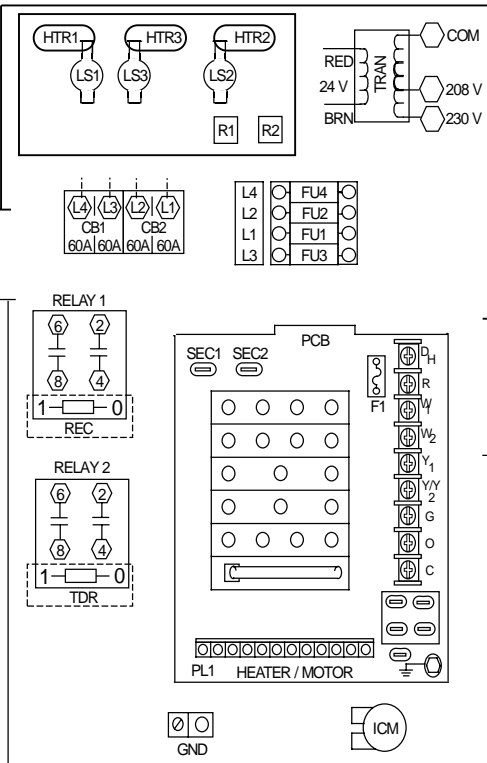 HTR1 HTR3 HTR2
LS1 LS3 LS2
R1 R2
COM
RED
24 V
TRAN
208 V
BRN
230 V
L4 L3 L2 L1
CB1 CB2
60A 60A 60A 60A
L4 FU4
L2 FU2
L1 FU1
L3 FU3
RELAY 1
6 2
8 4
1 0
REC
RELAY 2
6 2
8 4
1 0
TDR
PCB
SEC1 SEC2
F1
DH
R
W1
W2
Y1
Y/Y2
G
O
C
PL1 HEATER / MOTOR
GND
ICM